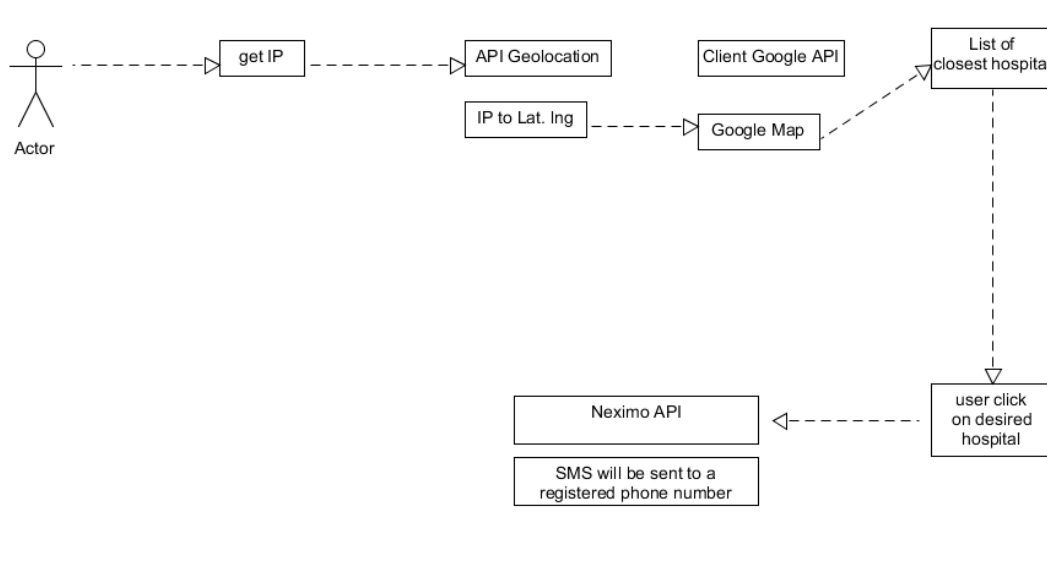 get IP
API Geolocation
Client Google API
List of
closest hospita
IP to Lat. lng
Google Map
Actor
user click
on desired
hospital
Neximo API
SMS will be sent to a
registered phone number